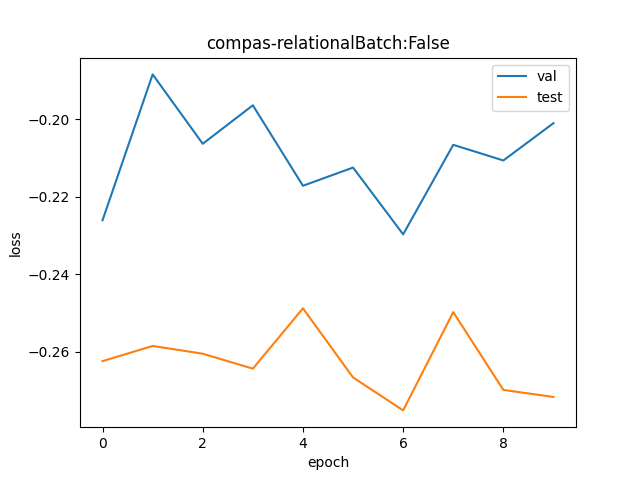 compas-relationalBatch:False
val
test
−0.20
−0.22
−0.24
−0.26
loss
0 2 4 6 8
epoch